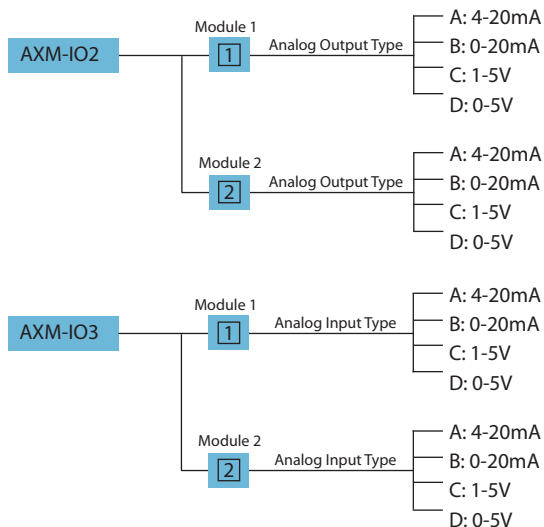 Module 1
AXM-IO2
1
Analog Output Type
A: 4-20mA
B: 0-20mA
C: 1-5V
D: 0-5V
Module 2
2
Analog Output Type
A: 4-20mA
B: 0-20mA
C: 1-5V
D: 0-5V
Module 1
AXM-IO3
1
Analog Input Type
A: 4-20mA
B: 0-20mA
C: 1-5V
D: 0-5V
Module 2
2
Analog Input Type
A: 4-20mA
B: 0-20mA
C: 1-5V
D: 0-5V